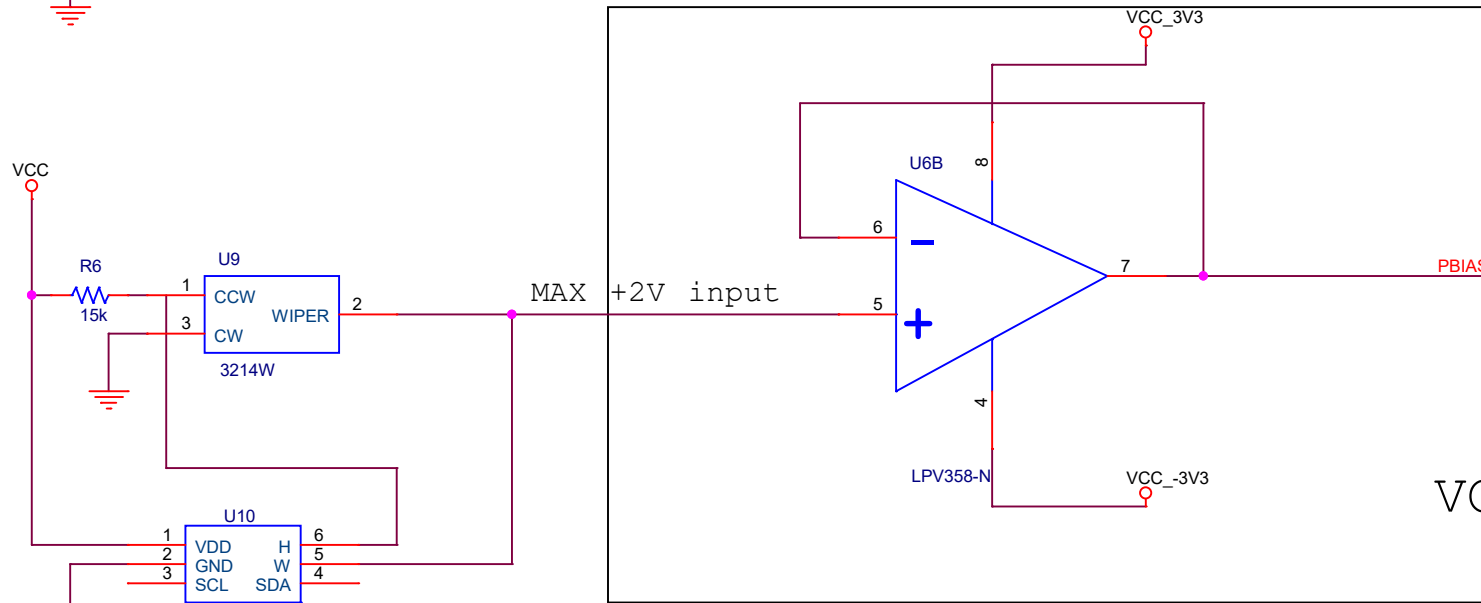 VCC_3V3
VCC
U6B
8
6
R6
15k
U9
1
CCW
3
CW
WIPER
2
3214W
MAX +2V input
5
7
4
LPV358-N
VCC_-3V3
U10
1
VDD
2
GND
3
SCL
H
6
W
5
SDA
4